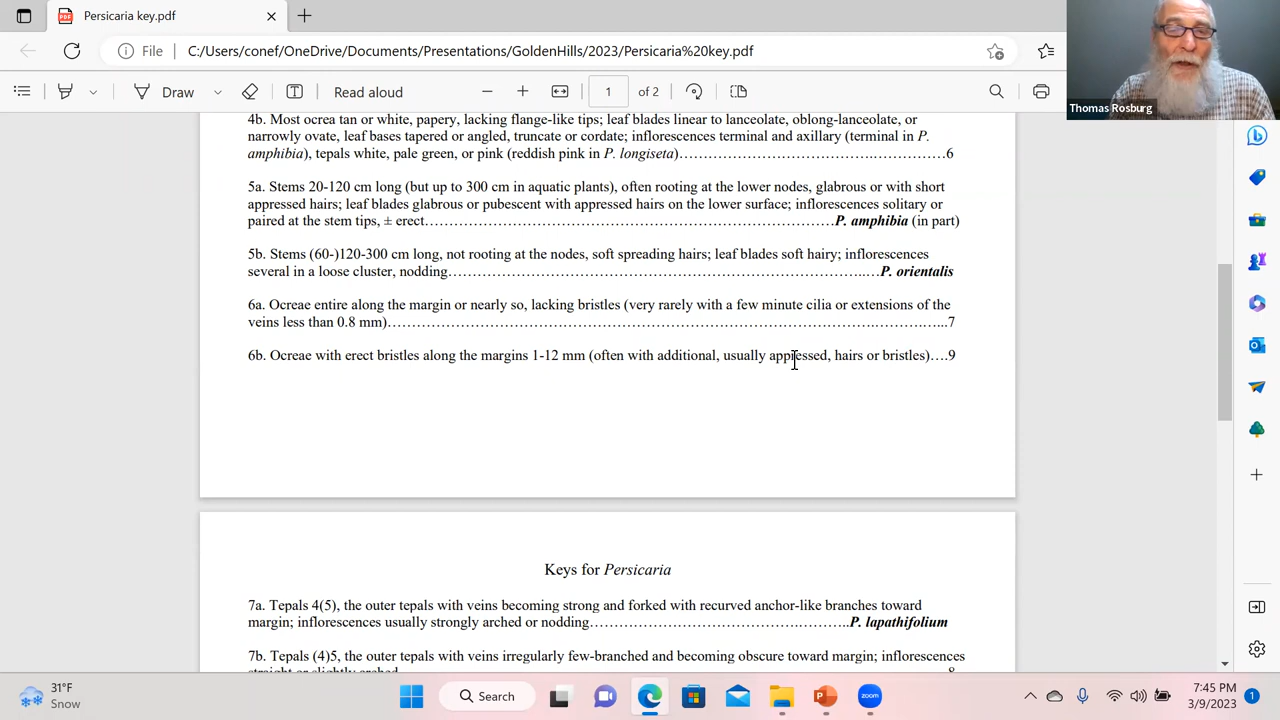 Persicaria key.pdf
File
C:/Users/conef/OneDrive/Documents/Presentations/GoldenHills/2023/Persicaria%20key.pdf
Draw
Read aloud
1
of 2
Thomas Rosburg
4b. Most ocrea tan or white, papery, lacking flange-like tips; leaf blades linear to lanceolate, oblong-lanceolate, or
narrowly ovate, leaf bases tapered or angled, truncate or cordate; inflorescences terminal and axillary (terminal in P.
amphibia), tepals white, pale green, or pink (reddish pink in P. longiseta)……………………………….…………6
5a. Stems 20-120 cm long (but up to 300 cm in aquatic plants), often rooting at the lower nodes, glabrous or with short
appressed hairs; leaf blades glabrous or pubescent with appressed hairs on the lower surface; inflorescences solitary or
paired at the stem tips, ± erect……………………………………………………………P. amphibia (in part)
5b. Stems (60-)120-300 cm long, not rooting at the nodes, soft spreading hairs; leaf blades soft hairy; inflorescences
several in a loose cluster, nodding……………………………………………………………..…P. orientalis
6a. Ocreae entire along the margin or nearly so, lacking bristles (very rarely with a few minute cilia or extensions of the
veins less than 0.8 mm)…………………………………………………………………….……….…...7
6b. Ocreae with erect bristles along the margins 1-12 mm (often with additional, usually appressed, hairs or bristles)….9
Keys for Persicaria
7a. Tepals 4(5), the outer tepals with veins becoming strong and forked with recurved anchor-like branches toward
margin; inflorescences usually strongly arched or nodding………………………………….………..P. lapathifolium
7b. Tepals (4)5, the outer tepals with veins irregularly few-branched and becoming obscure toward margin; inflorescences
straight or slightly arched
31°F
Snow
Search
zoom
7:45 PM
3/9/2023
1